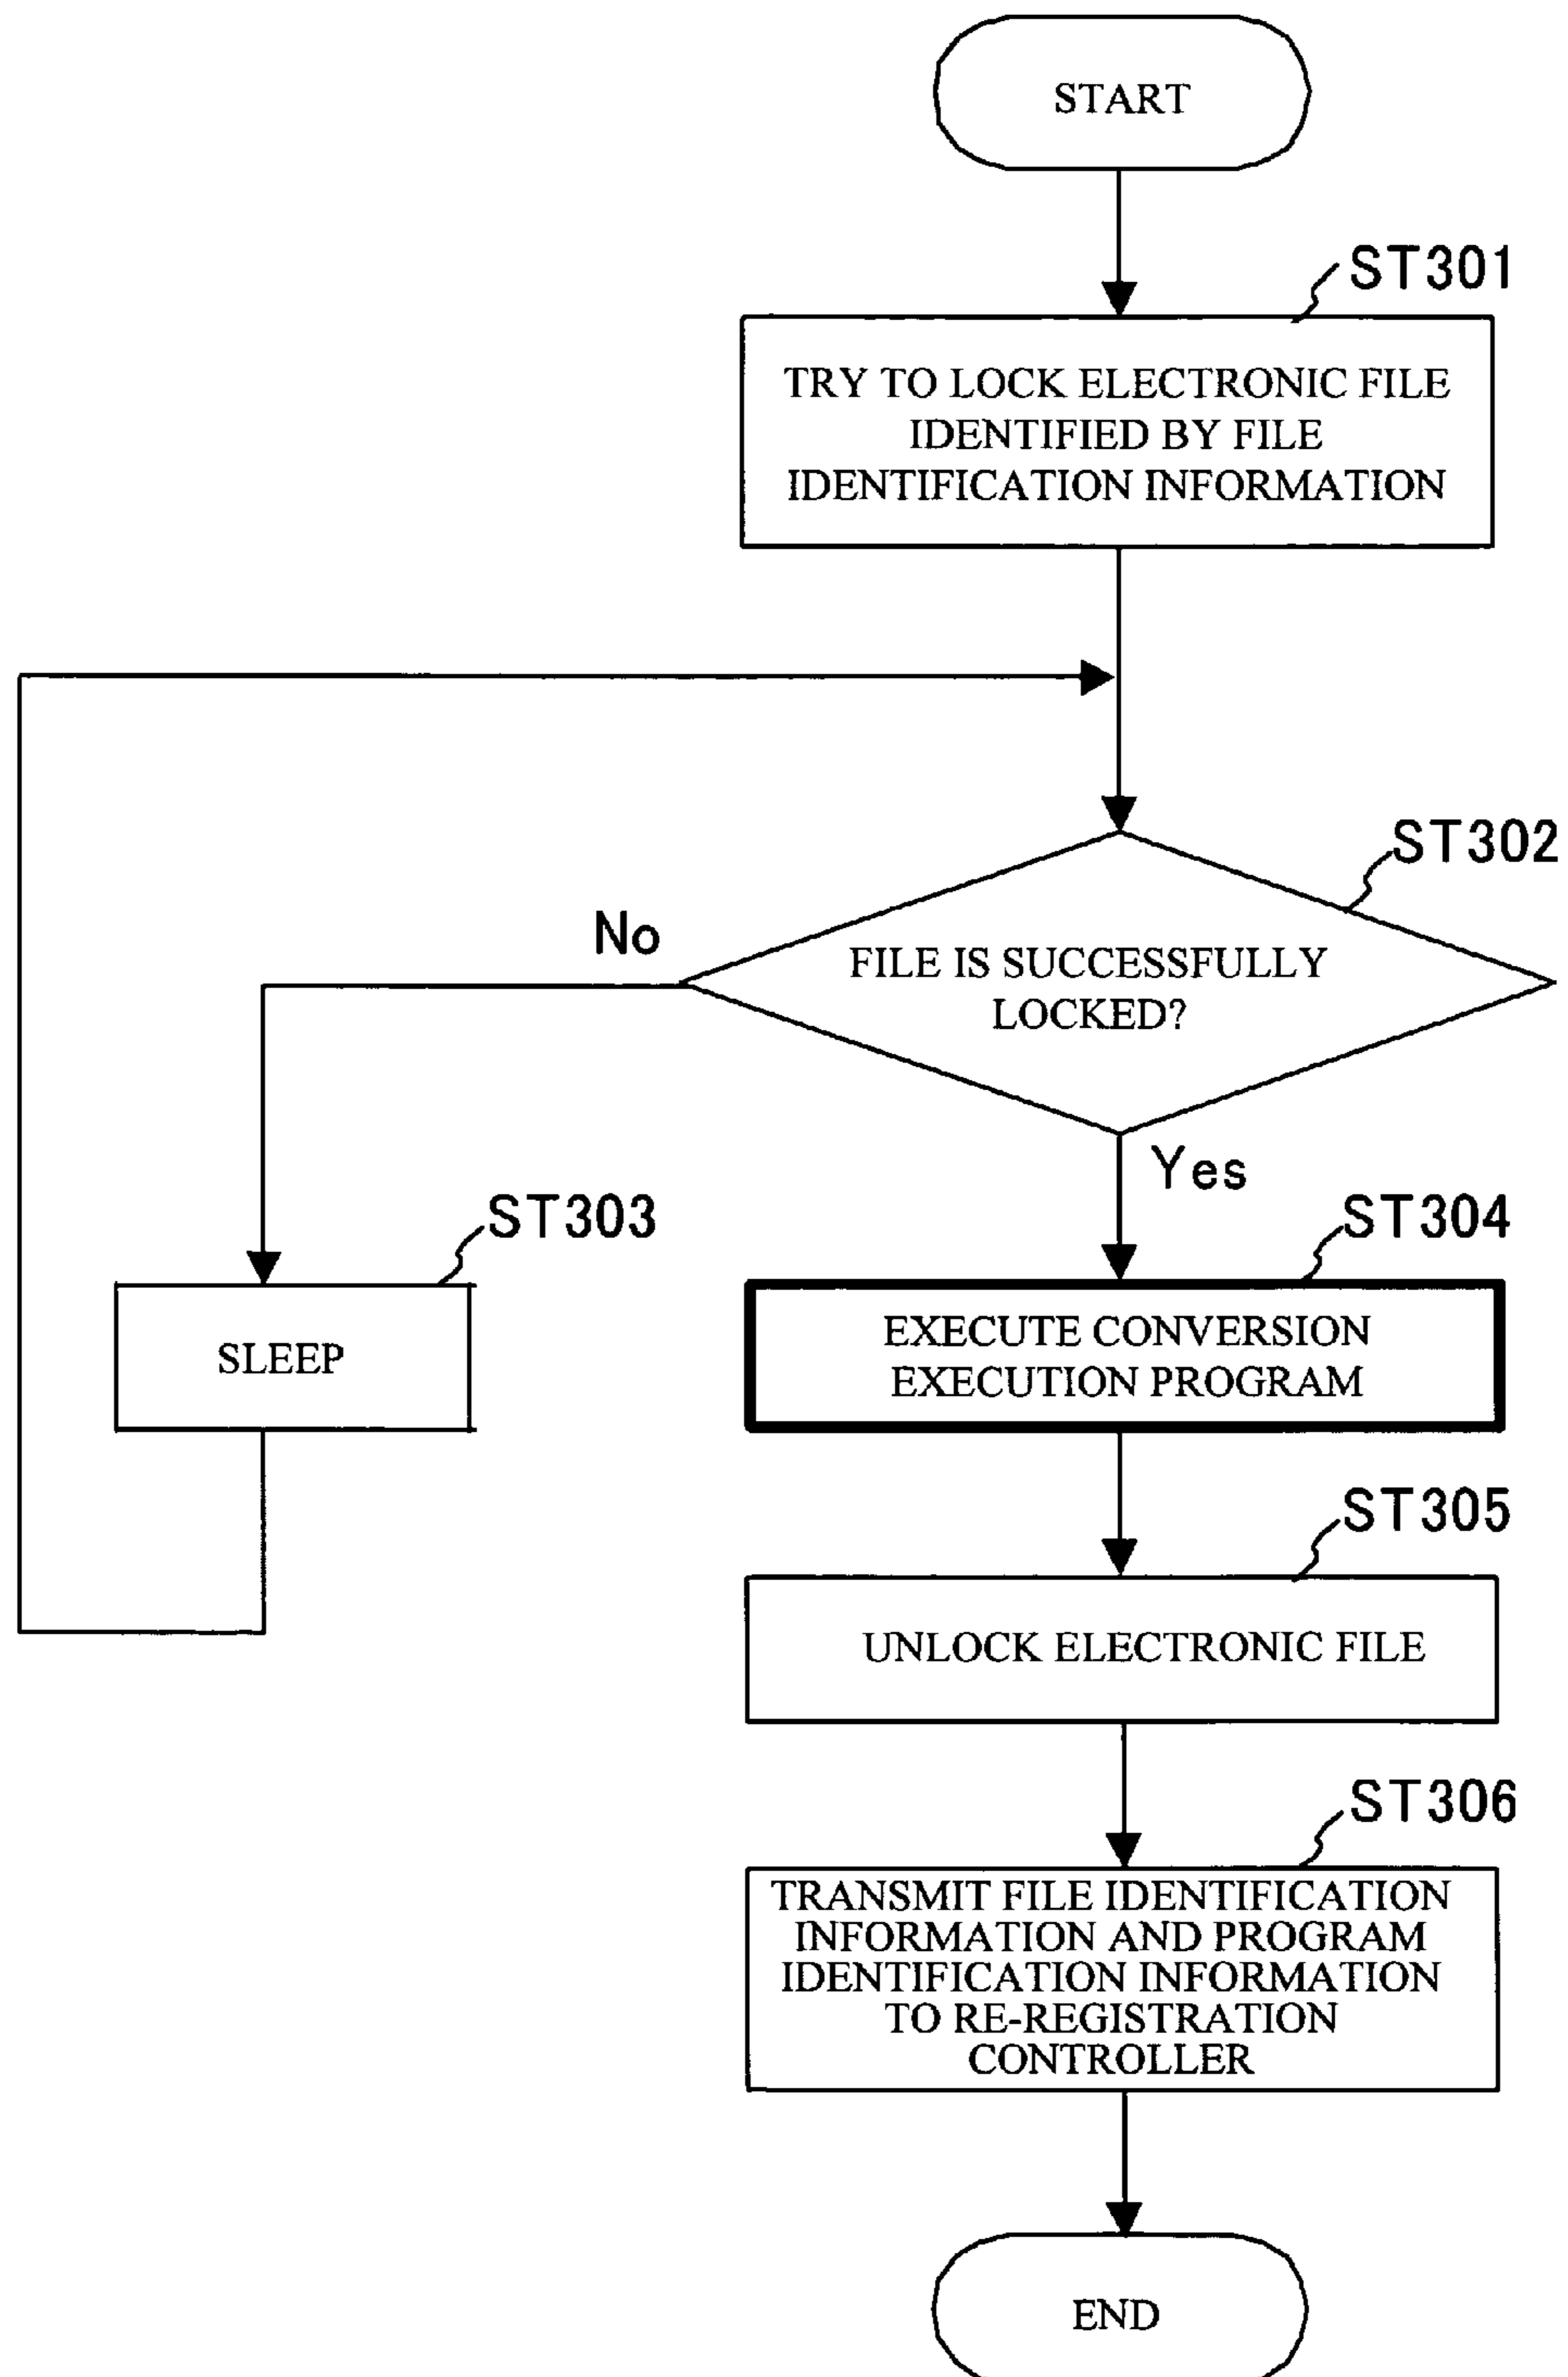 START
ST301
TRY TO LOCK ELECTRONIC FILE
IDENTIFIED BY FILE
IDENTIFICATION INFORMATION
ST302
No
FILE IS SUCCESSFULLY
LOCKED?
Yes
ST303
SLEEP
ST304
EXECUTE CONVERSION
EXECUTION PROGRAM
ST305
UNLOCK ELECTRONIC FILE
ST306
TRANSMIT FILE IDENTIFICATION
INFORMATION AND PROGRAM
IDENTIFICATION INFORMATION
TO RE-REGISTRATION
CONTROLLER
END